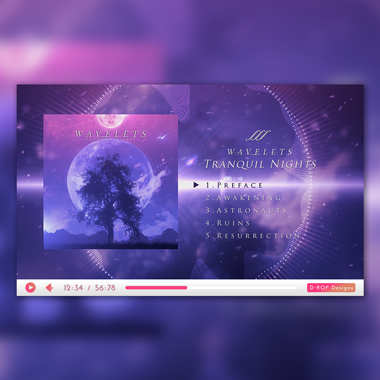 WAVELETS
WAVELETS
TRANQUIL NIGHTS
1. PREFACE
2. AWAKENING
3. ASTRONAUTS
4. RUINS
5. RESURRECTION
12:34 / 56:78
D-ROP Designs